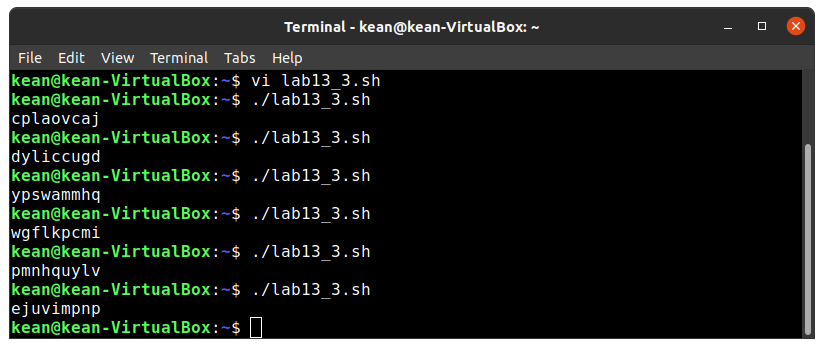 Terminal - kean@kean-VirtualBox: ~
File Edit View Terminal Tabs Help
kean@kean-VirtualBox:~$ vi lab13_3.sh
kean@kean-VirtualBox:~$ ./lab13_3.sh
cplaovcaj
kean@kean-VirtualBox:~$ ./lab13_3.sh
dyliccugd
kean@kean-VirtualBox:~$ ./lab13_3.sh
ypswammhq
kean@kean-VirtualBox:~$ ./lab13_3.sh
wgflkpcmi
kean@kean-VirtualBox:~$ ./lab13_3.sh
pmnhquylv
kean@kean-VirtualBox:~$ ./lab13_3.sh
ejuvimpnp
kean@kean-VirtualBox:~$